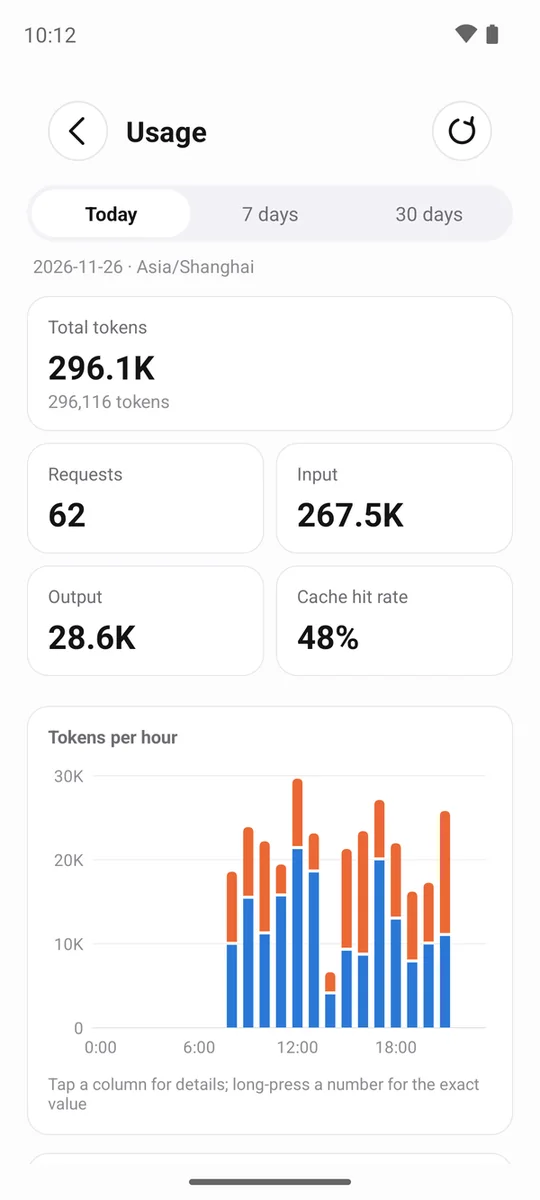 10:12
Usage
Today
7 days
30 days
2026-11-26 · Asia/Shanghai
Total tokens
296.1K
296,116 tokens
Requests
62
Input
267.5K
Output
28.6K
Cache hit rate
48%
Tokens per hour
30K
20K
10K
0
0:00
6:00
12:00
18:00
Tap a column for details; long-press a number for the exact
value